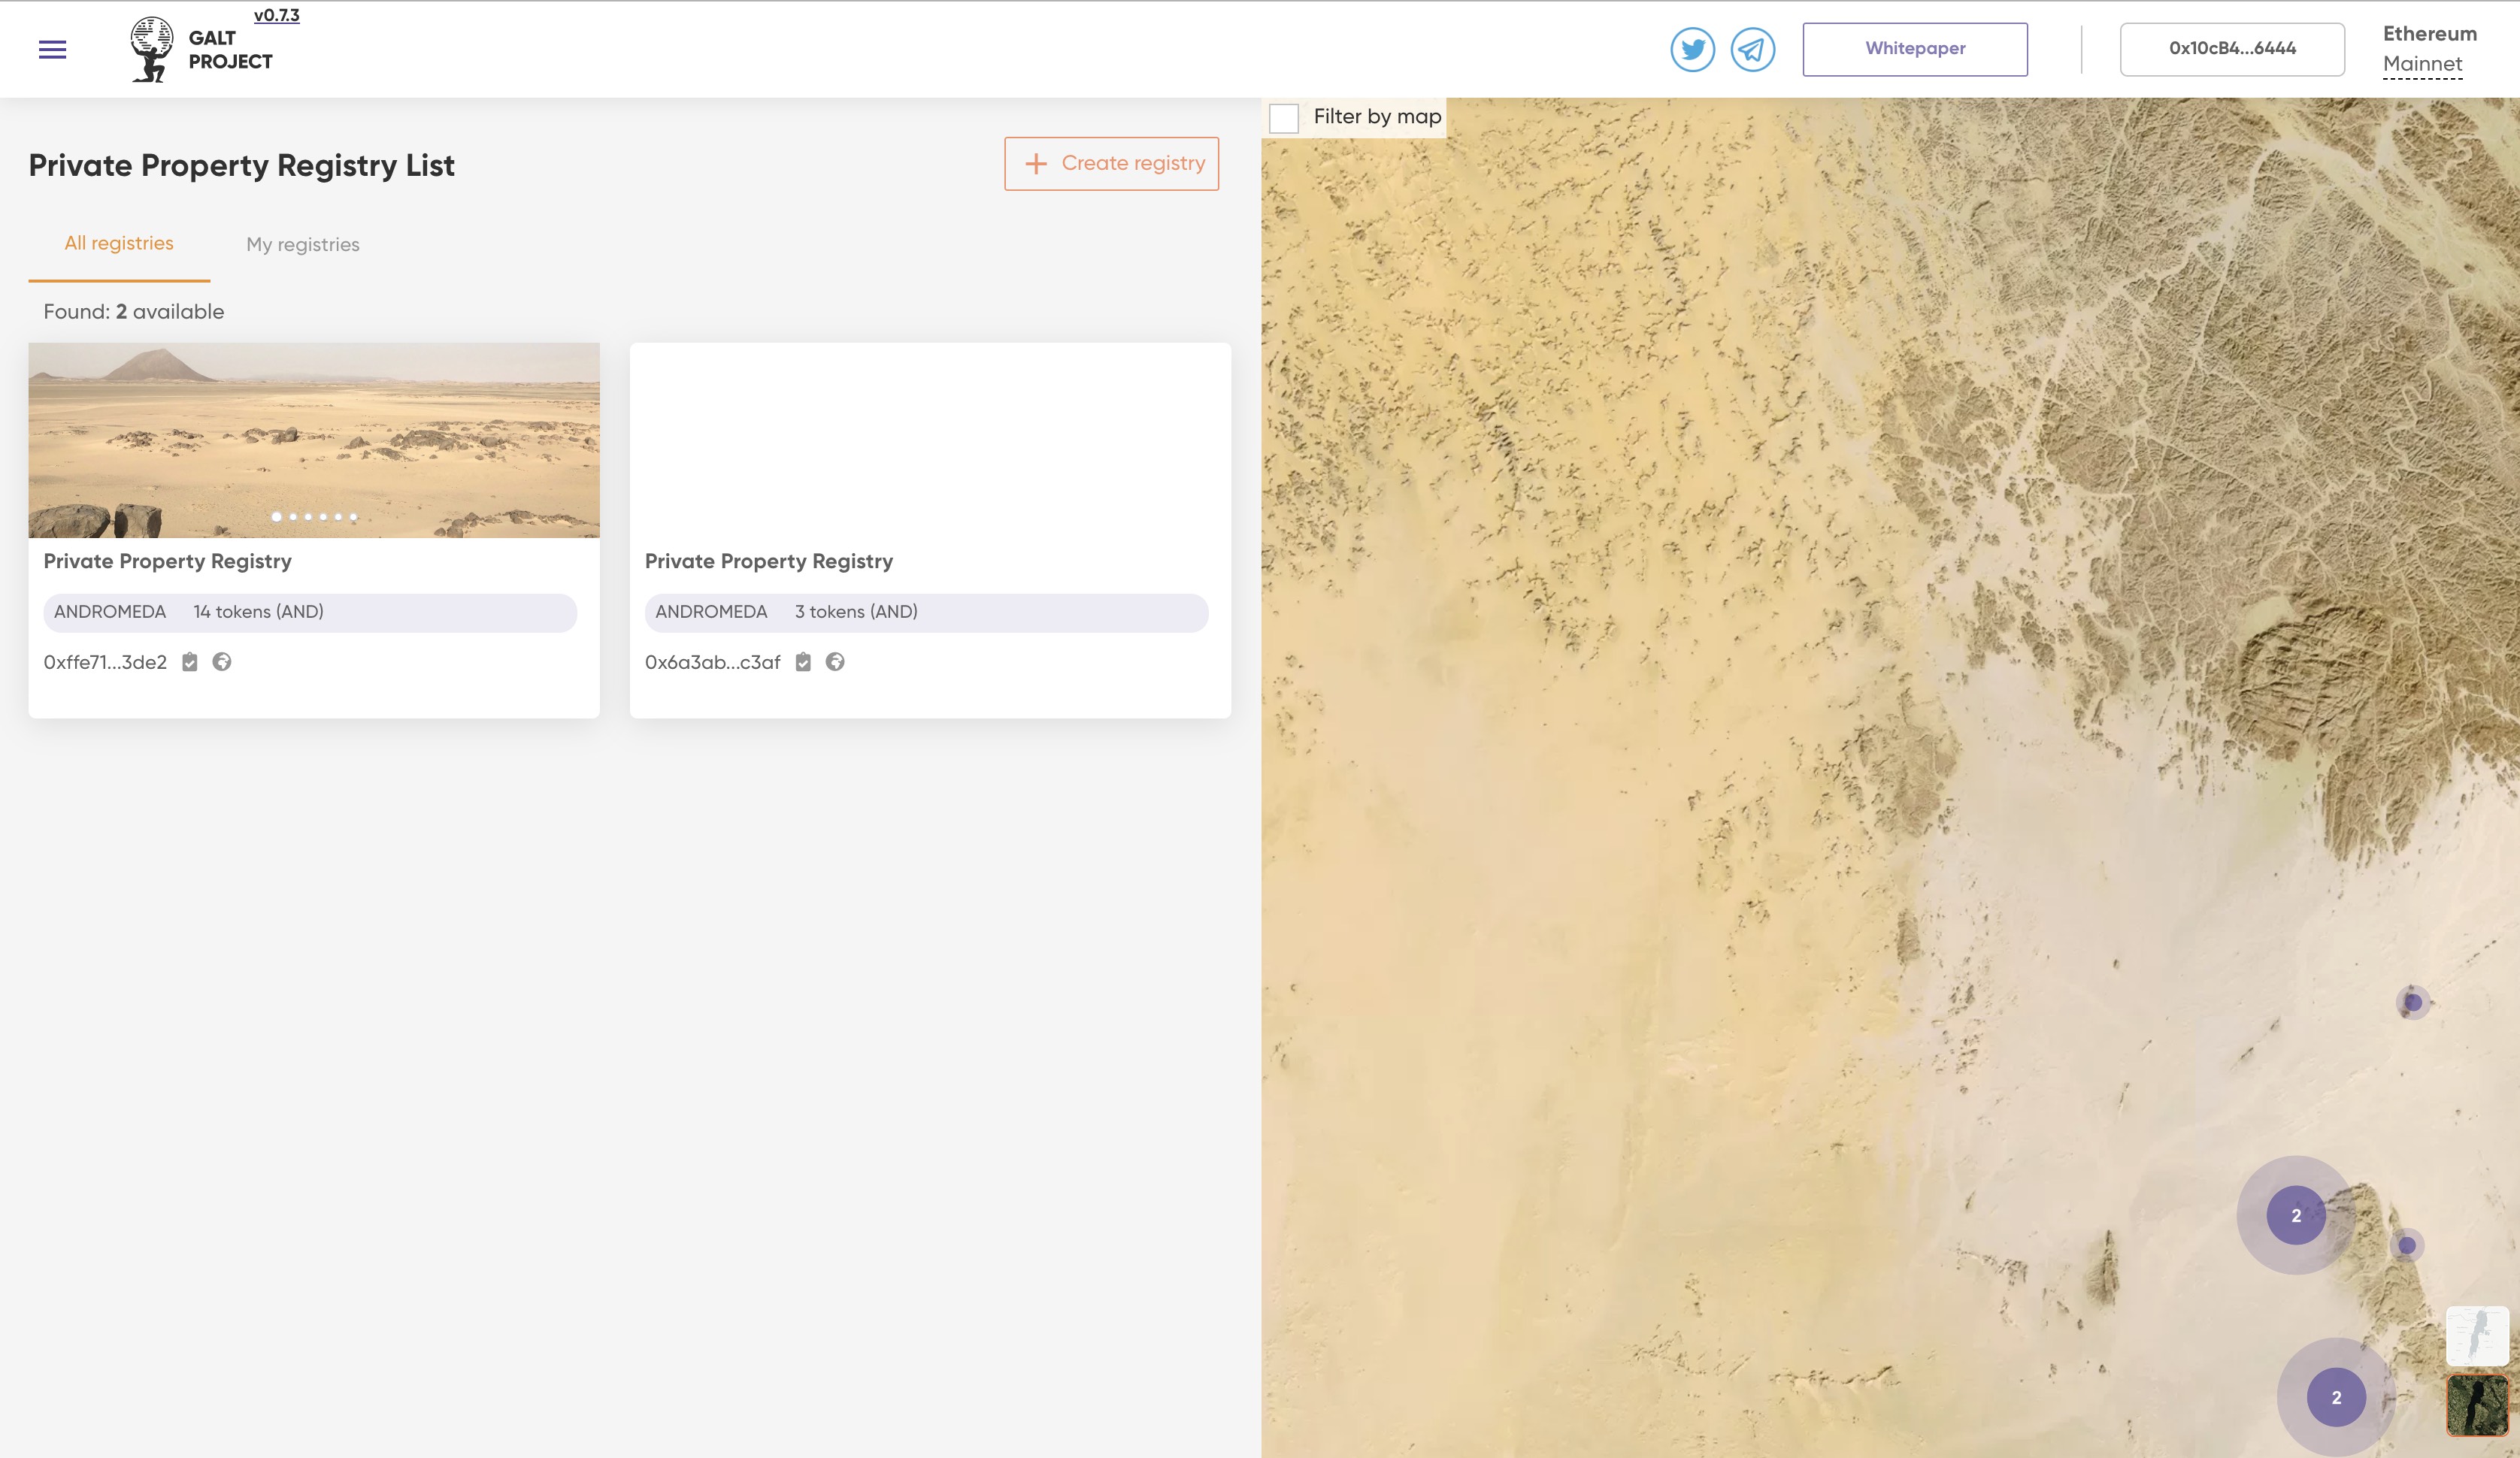 v0.7.3
GALT
PROJECT
Whitepaper
0x10cB4...6444
Ethereum
Mainnet
Filter by map
Private Property Registry List
Create registry
All registries
My registries
Found: 2 available
Private Property Registry
ANDROMEDA 14 tokens (AND)
0xffe71...3de2
Private Property Registry
ANDROMEDA 3 tokens (AND)
0x6a3ab...c3af
2
2